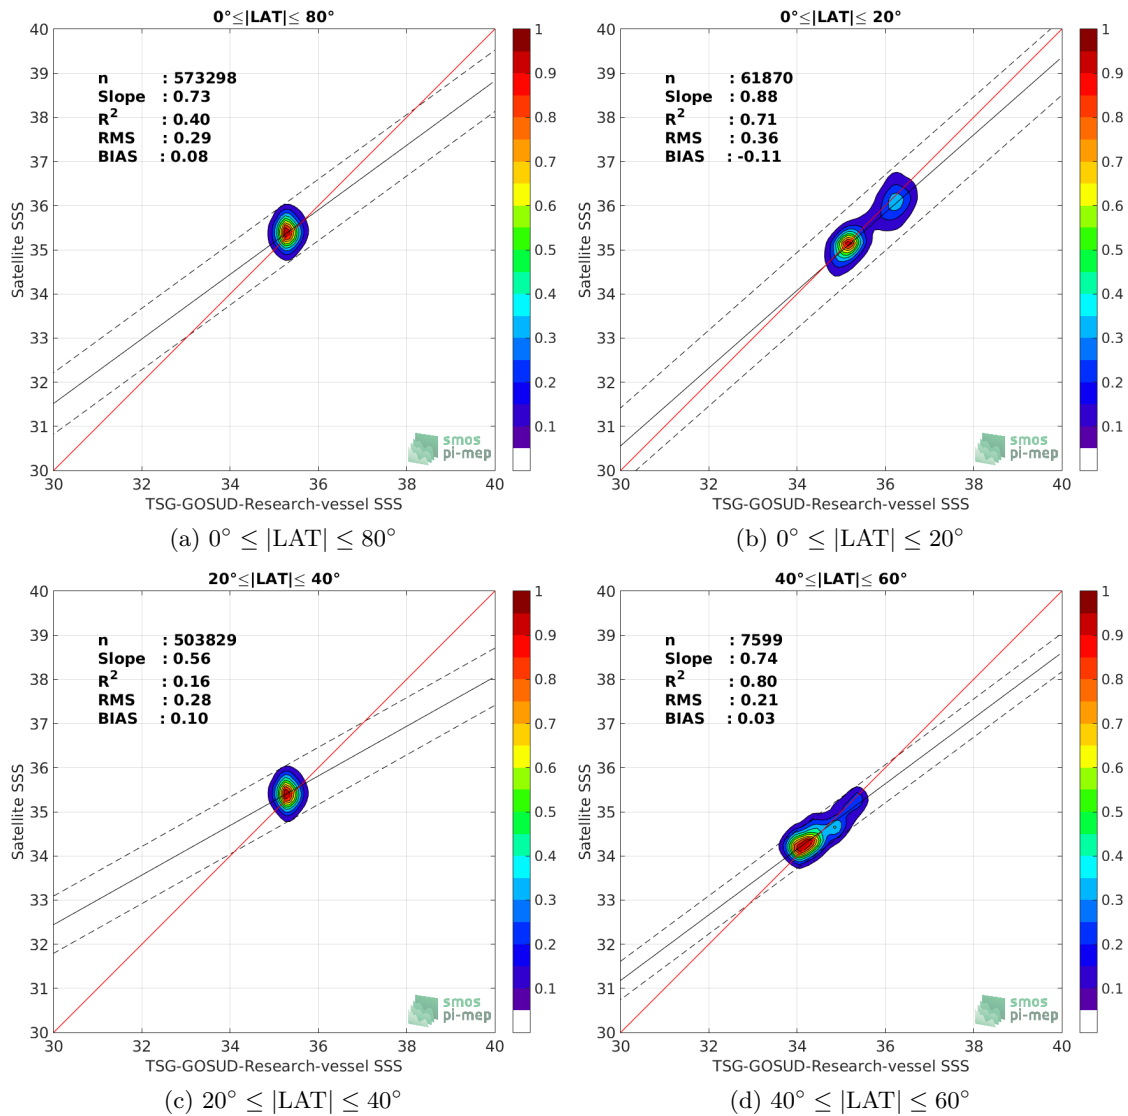 0°≤|LAT|≤ 80°
n : 573298
Slope : 0.73
R² : 0.40
RMS : 0.29
BIAS : 0.08
40
39
38
37
36
35
34
33
32
31
30
30 32 34 36 38 40
Satellite SSS
TSG-GOSUD-Research-vessel SSS
1
0.9
0.8
0.7
0.6
0.5
0.4
0.3
0.2
0.1
smos
pi-mep
(a) 0° ≤ |LAT| ≤ 80°
0°≤|LAT|≤ 20°
n : 61870
Slope : 0.88
R² : 0.71
RMS : 0.36
BIAS : -0.11
40
39
38
37
36
35
34
33
32
31
30
30 32 34 36 38 40
Satellite SSS
TSG-GOSUD-Research-vessel SSS
1
0.9
0.8
0.7
0.6
0.5
0.4
0.3
0.2
0.1
smos
pi-mep
(b) 0° ≤ |LAT| ≤ 20°
20°≤|LAT|≤ 40°
n : 503829
Slope : 0.56
R² : 0.16
RMS : 0.28
BIAS : 0.10
40
39
38
37
36
35
34
33
32
31
30
30 32 34 36 38 40
Satellite SSS
TSG-GOSUD-Research-vessel SSS
1
0.9
0.8
0.7
0.6
0.5
0.4
0.3
0.2
0.1
smos
pi-mep
(c) 20° ≤ |LAT| ≤ 40°
40°≤|LAT|≤ 60°
n : 7599
Slope : 0.74
R² : 0.80
RMS : 0.21
BIAS : 0.03
40
39
38
37
36
35
34
33
32
31
30
30 32 34 36 38 40
Satellite SSS
TSG-GOSUD-Research-vessel SSS
1
0.9
0.8
0.7
0.6
0.5
0.4
0.3
0.2
0.1
smos
pi-mep
(d) 40° ≤ |LAT| ≤ 60°